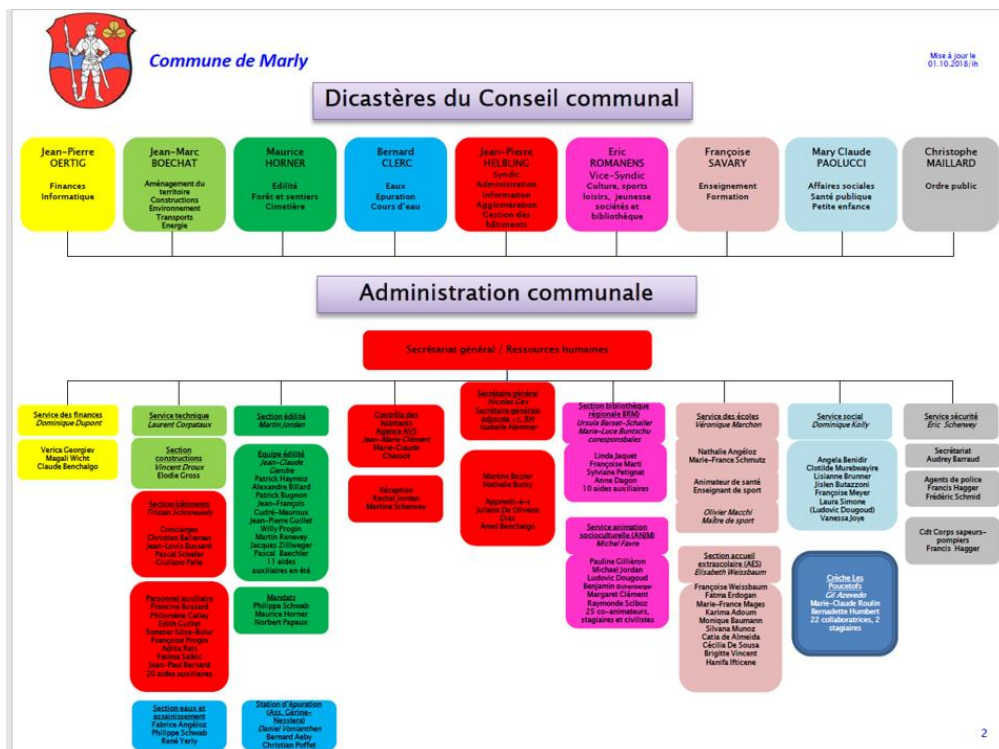 Commune de Marly
Mise à jour le
01.10.2018/ih
Dicastères du Conseil communal
Jean-Pierre
OERTIG
Finances
Informatique
Jean-Marc
BOECHAT
Aménagement du
territoire
Constructions
Environnement
Transports
Energie
Maurice
HORNER
Edilité
Forêt et sentiers
Cimetière
Bernard
CLERC
Eaux
Epuration
Cours d'eau
Jean-Pierre
HELBLING
Syndic
Administration
Information
Agglomération
Gestion des
bâtiments
Eric
ROMANENS
Vice-Syndic
Culture, sports
loisirs, jeunesse
sociétés et
bibliothèque
Françoise
SAVARY
Enseignement
Formation
Mary Claude
PAOLUCCI
Affaires sociales
Santé publique
Petite enfance
Christophe
MAILLARD
Ordre public
Administration communale
Secrétariat général / Ressources humaines
Service des finances
Dominique Dupont
Verica Georgiev
Magali Wicht
Claude Benchalgo
Service technique
Laurent Corpataux
Section
constructions
Vincent Droux
Elodie Gross
Section bâtiments
Tristan
Concierges
Christian Balleman
Jean-Louis Bussard
Pascal Schafer
Giuliano Pelle
Personnel auxiliaire
Francine Bussard
Philomène Catley
Edith Guillet
Köse-Bulur
Françoise Progin
Adilia Rais
Fatima Salkic
Jean-Paul Bernard
20 aides auxiliaires
Section eaux et
assainissement
Fabrice Angéloz
Philippe Schwab
René Yerly
Section édilité
Martin Jordan
Equipe édilité
Jean-Claude
Gendre
Patrick Haymoz
Alexandre Billard
Patrick Bugnon
Jean-François
Cudré-Mauroux
Jean-Pierre Guillet
Willy Progin
Martin Renevey
Jacques Zillweger
Pascal Baechler
11 aides
auxiliaires en été
Mandats
Philippe Schwab
Maurice Horner
Norbert Papaux
Station d'épuration
(Ass. Gérine-
Nesslera)
Daniel Vonlanthen
Bernard Aeby
Christian Poffet
Contrôle des
habitants
Agence AVS
Jean-Marie Clément
Marie-Claude
Chassot
Réception
Rachel Jordan
Martine Scherwey
Secrétaire général
Nicolas Gex
Secrétaire générale
adjointe - r. RH
Isabelle Hemmer
Martine Bozier
Nathalie Burky
Apprenti-e-s
Juliana De Oliveira
Dias
Amel Benchalgo
Section bibliothèque
régionale BRM)
Ursula Berset-Schaller
Marie-Luce Buntschu
coresponsbales
Linda Jaquet
Françoise Marti
Sylviane Petignat
Anne Dagon
10 aides auxiliaires
Service animation
socioculturelle (ANIM)
Michel Favre
Pauline Gilliéron
Michael Jordan
Ludovic Dougoud
Benjamin
Margaret Clément
Raymonde Sciboz
25 co-animateurs,
stagiaires et civilistes
Service des écoles
Véronique Marchon
Nathalie Angéloz
Marie-France Schmutz
Animateur de santé
Enseignant de sport
Olivier Macchi
Maître de sport
Section accueil
extrascolaire (AES)
Elisabeth Weissbaum
Françoise Weissbaum
Fatma Erdogan
Marie-France Mages
Karima Adoum
Monique Baumann
Silvana Munoz
Catia de Almeida
Cécilia De Sousa
Brigitte Vincent
Hanifa Ifticene
Service social
Dominique Kolly
Angela Benidir
Clotilde Murebwayire
Lisianne Brunner
Jislen Butazzoni
Françoise Meyer
Laura Simone
(Ludovic Dougoud)
Vanessa Joye
Crèche Les
Poucetofs
Gil Azevedo
Marie-Claude Roulin
Bernadette Humbert
22 collaboratrices, 2
stagiaires
Service sécurité
Eric Scherwey
Secrétariat
Audrey Barraud
Agents de police
Francis Hagger
Frédéric Schmid
Cdt Corps sapeurs-
pompiers
Francis Hagger
2